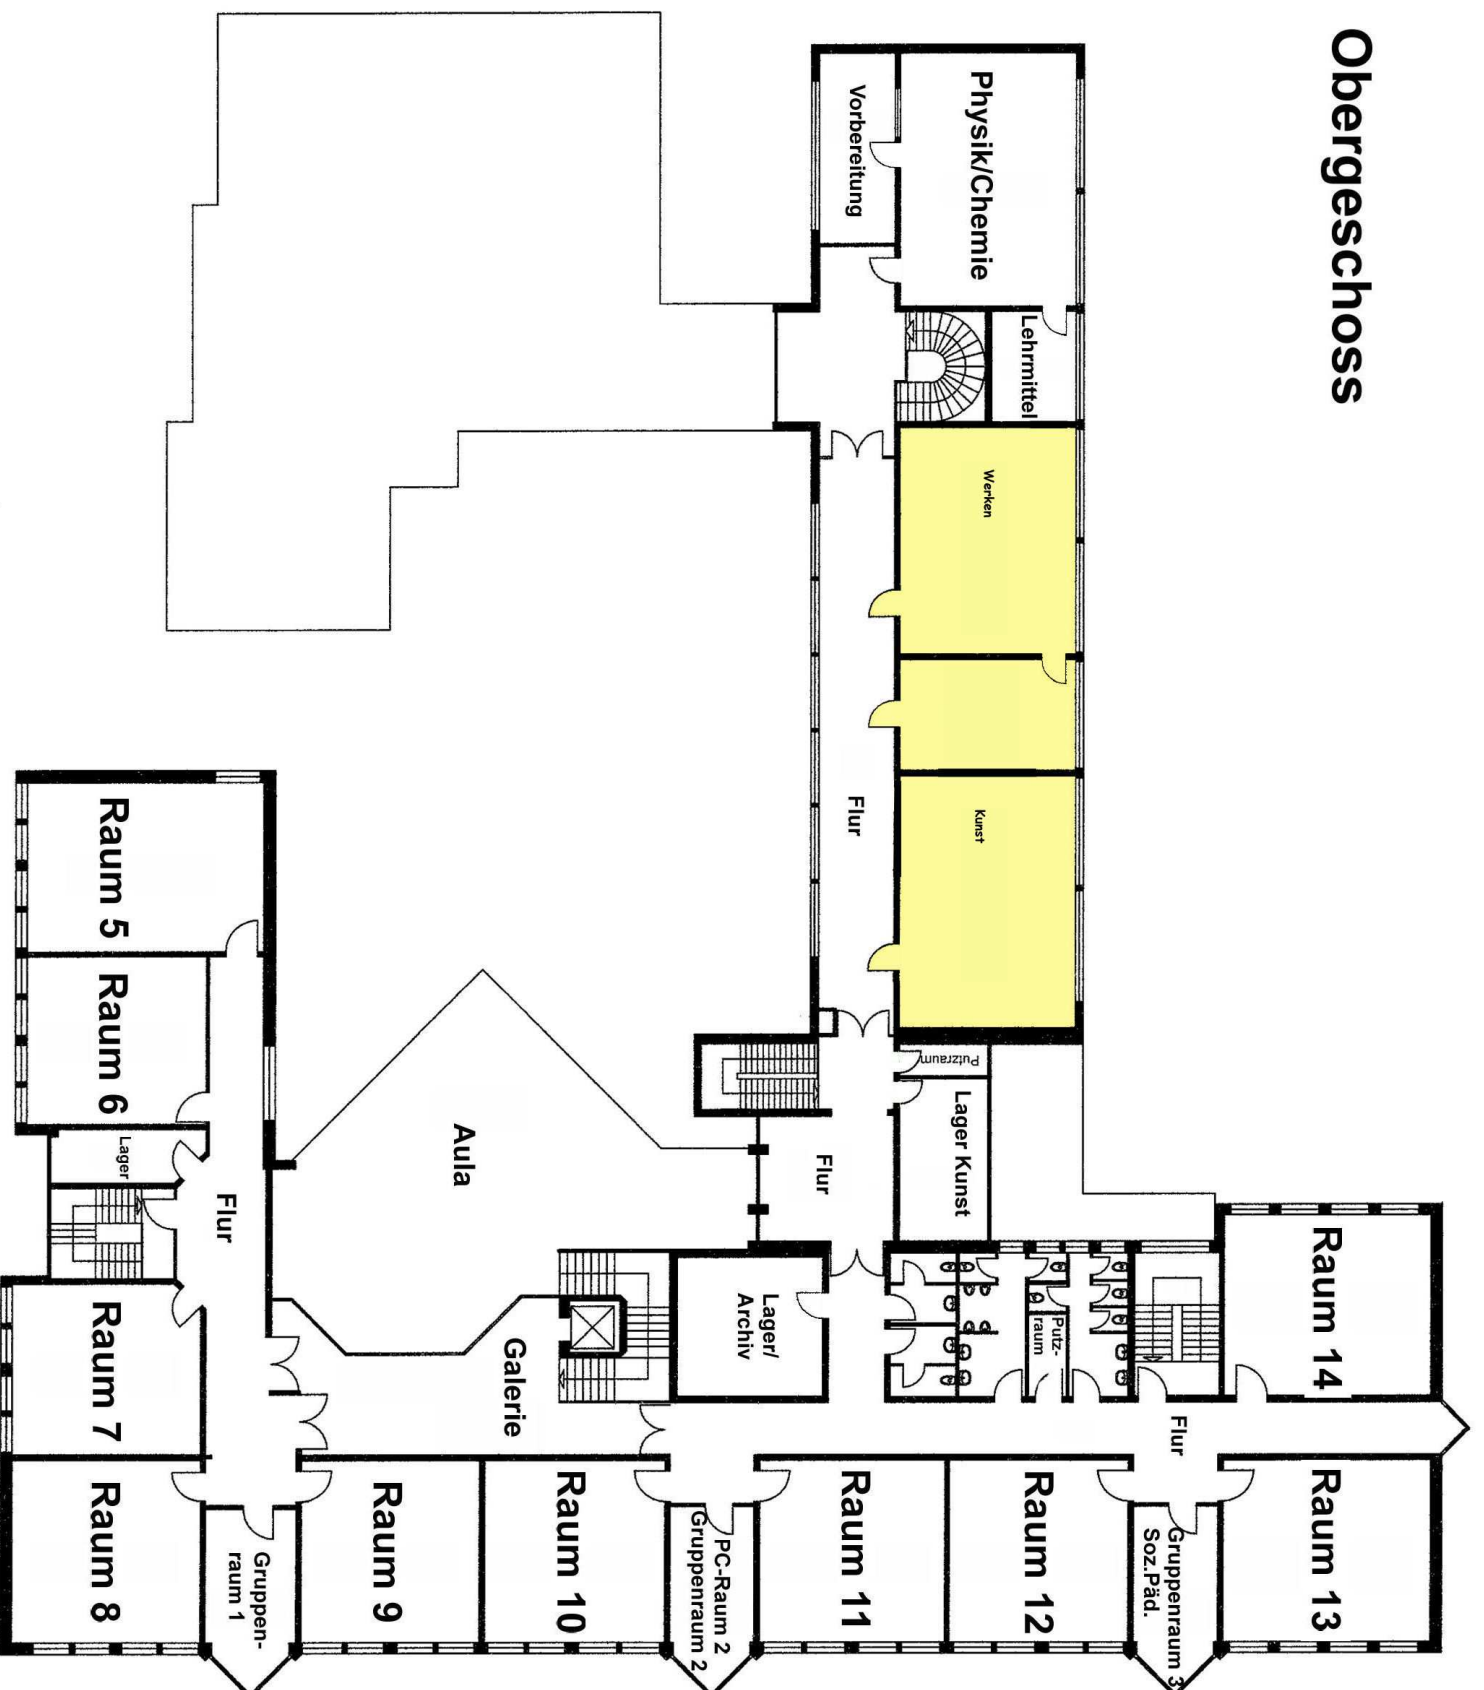 Obergeschoss
Physik/Chemie
Vorbereitung
Lehrmittel
Werken
Kunst
Flur
Putzraum
Lager Kunst
Flur
Aula
Raum 5
Raum 6
Lager
Flur
Raum 7
Raum 8
Gruppen-
raum 1
Raum 9
Galerie
Raum 10
Lager/
Archiv
PC-Raum 2
Gruppenraum 2
Raum 11
Raum 12
Putz-
raum
Flur
Gruppenraum 3
Soz.Päd.
Raum 13
Raum 14